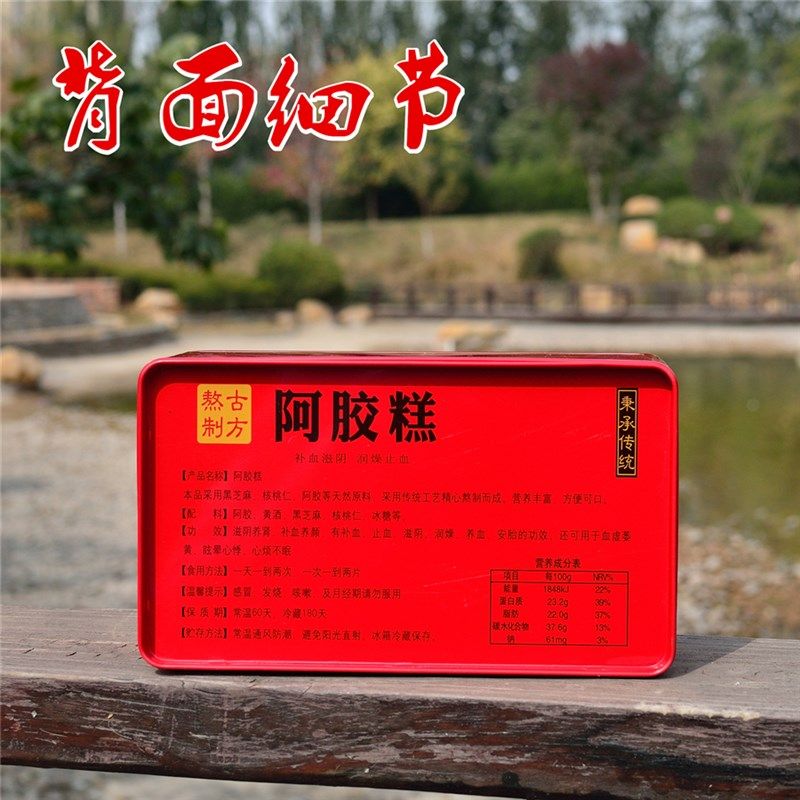 背面细节
古方
熬制
阿胶糕
秉承传统
补血滋阴 润燥止血
【产品名称】阿胶糕
本品采用黑芝麻、核桃仁、阿胶等天然原料 采用传统工艺精心熬制而成。营养丰富、方便可口。
【配 料】阿胶、黄酒、黑芝麻、核桃仁、冰糖等。
【功 效】滋阴养肾、补血养颜，有补血、止血、滋阴、润燥、养血、安胎的功效，还可用于血虚萎
黄、眩晕心悸、心烦不眠
【食用方法】一天一到两次 一次一到两片
【温馨提示】感冒 发烧 咳嗽 及月经期请勿服用
【保 质 期】常温60天、冷藏180天
【贮存方法】常温通风防潮，避免阳光直射，冰箱冷藏保存。
营养成分表
项目 每100g NRV%
能量 1848kJ 22%
蛋白质 23.2g 39%
脂肪 22.0g 37%
碳水化合物 37.6g 13%
钠 61mg 3%